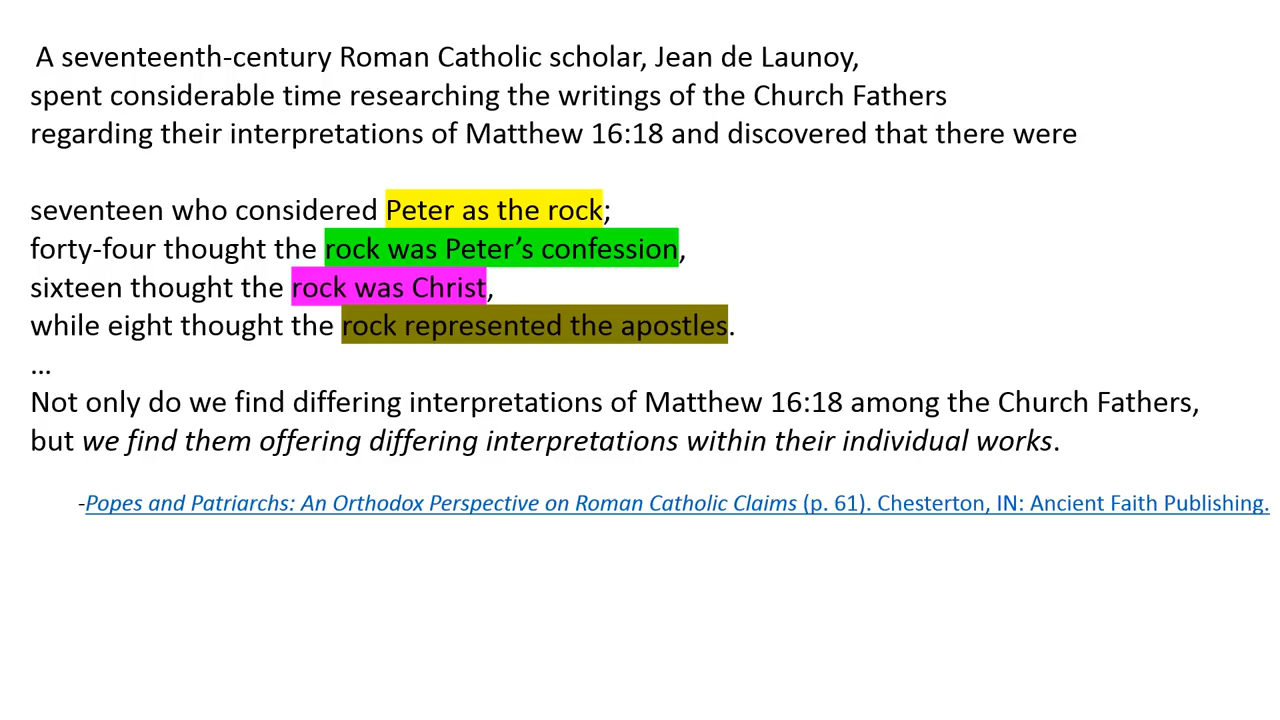 A seventeenth-century Roman Catholic scholar, Jean de Launoy,
spent considerable time researching the writings of the Church Fathers
regarding their interpretations of Matthew 16:18 and discovered that there were
seventeen who considered Peter as the rock;
forty-four thought the rock was Peter’s confession,
sixteen thought the rock was Christ,
while eight thought the rock represented the apostles.
...
Not only do we find differing interpretations of Matthew 16:18 among the Church Fathers,
but we find them offering differing interpretations within their individual works.
-Popes and Patriarchs: An Orthodox Perspective on Roman Catholic Claims (p. 61). Chesterton, IN: Ancient Faith Publishing.